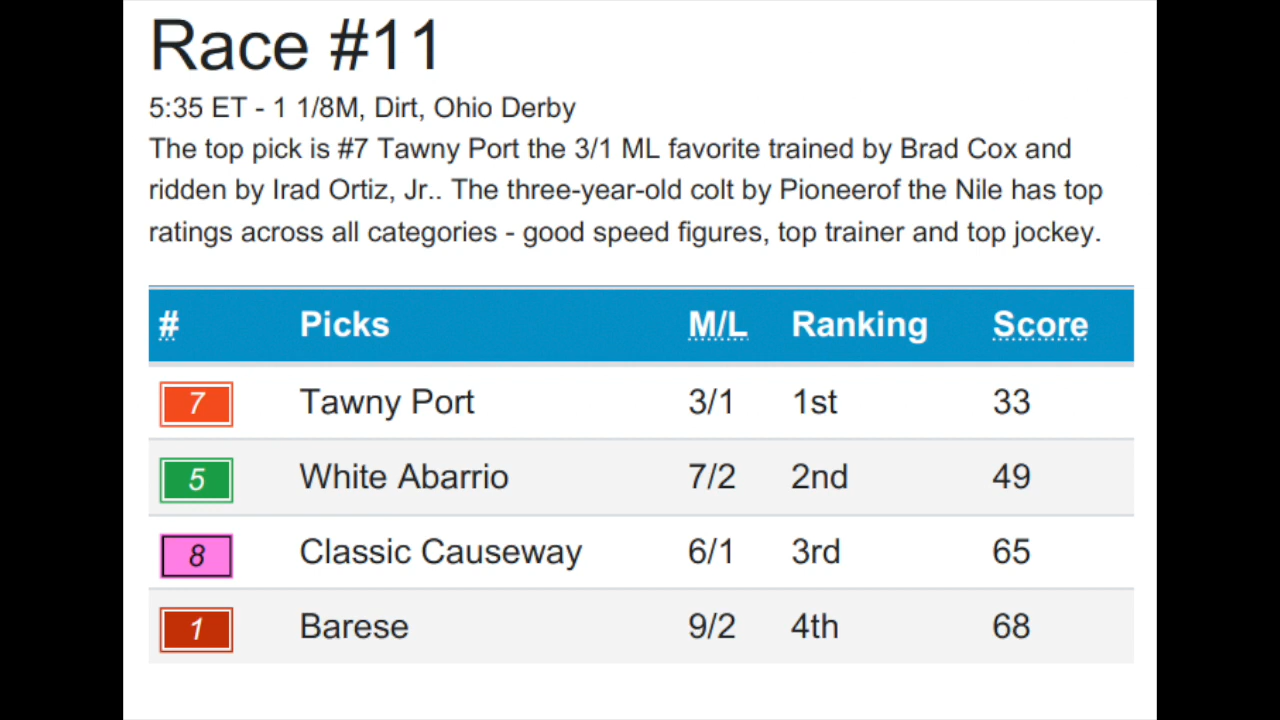 Race #11
5:35 ET - 1 1/8M, Dirt, Ohio Derby
The top pick is #7 Tawny Port the 3/1 ML favorite trained by Brad Cox and
ridden by Irad Ortiz, Jr.. The three-year-old colt by Pioneerof the Nile has top
ratings across all categories - good speed figures, top trainer and top jockey.
# Picks M/L Ranking Score
7 Tawny Port 3/1 1st 33
5 White Abarrio 7/2 2nd 49
8 Classic Causeway 6/1 3rd 65
1 Barese 9/2 4th 68